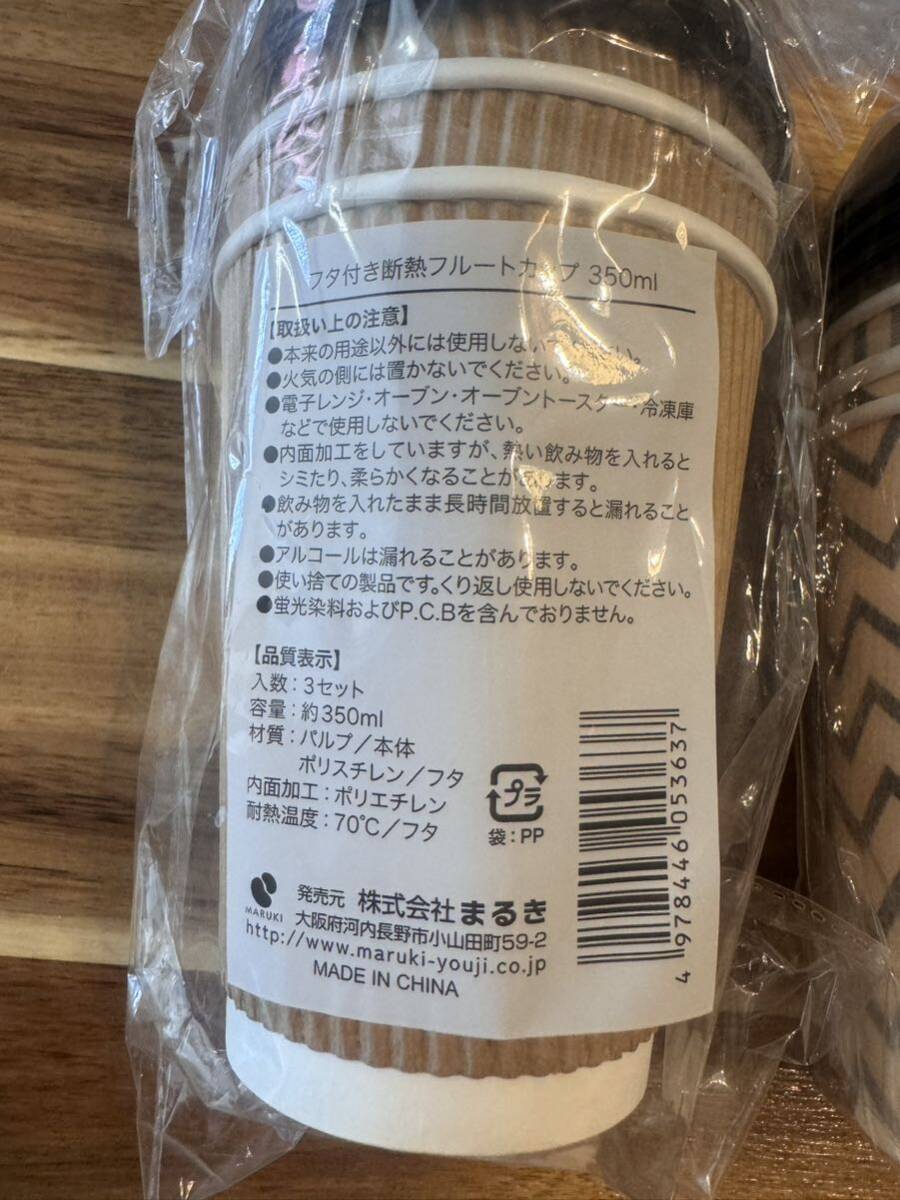 フタ付き断熱フルートカップ 350ml
【取扱い上の注意】
●本来の用途以外には使用しないでください。
●火気の側には置かないでください。
●電子レンジ・オーブン・オーブントースター・冷凍庫
などで使用しないでください。
●内面加工をしていますが、熱い飲み物を入れると
シミたり、柔らかくなることがあります。
●飲み物を入れたまま長時間放置すると漏れること
があります。
●アルコールは漏れることがあります。
●使い捨ての製品です。くり返し使用しないでください。
●蛍光染料およびP.C.Bを含んでおりません。
【品質表示】
入数：3セット
容量：約350ml
材質：パルプ／本体
ポリスチレン／フタ
内面加工：ポリエチレン
耐熱温度：70℃／フタ
プラ
袋：PP
MARUKI
発売元 株式会社まるき
大阪府河内長野市小山田町59-2
http://www.maruki-youji.co.jp
MADE IN CHINA
4 978446 053637